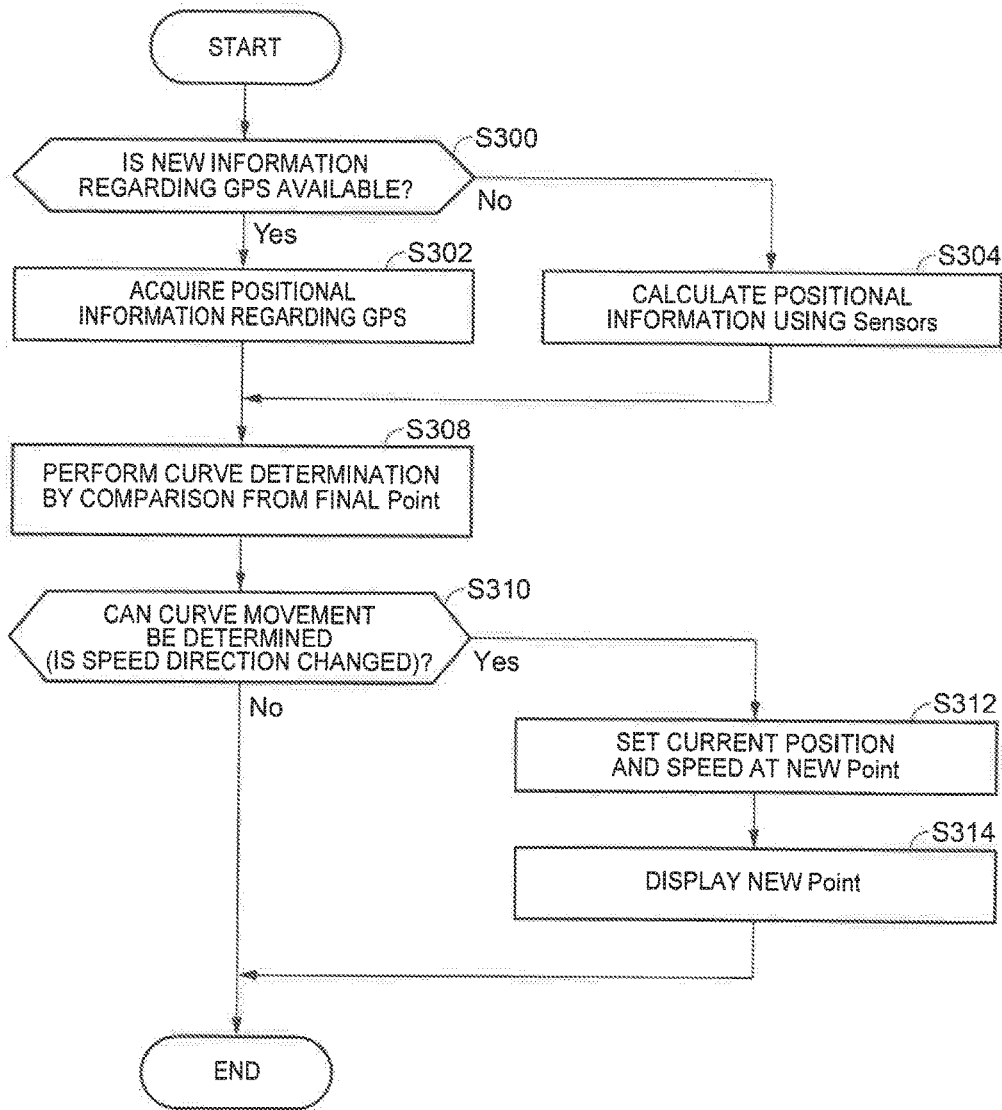 START
S300
IS NEW INFORMATION
REGARDING GPS AVAILABLE?
No
Yes
S302
S304
ACQUIRE POSITIONAL
INFORMATION REGARDING GPS
CALCULATE POSITIONAL
INFORMATION USING Sensors
S308
PERFORM CURVE DETERMINATION
BY COMPARISON FROM FINAL Point
S310
CAN CURVE MOVEMENT
BE DETERMINED
(IS SPEED DIRECTION CHANGED)?
Yes
No
S312
SET CURRENT POSITION
AND SPEED AT NEW Point
S314
DISPLAY NEW Point
END